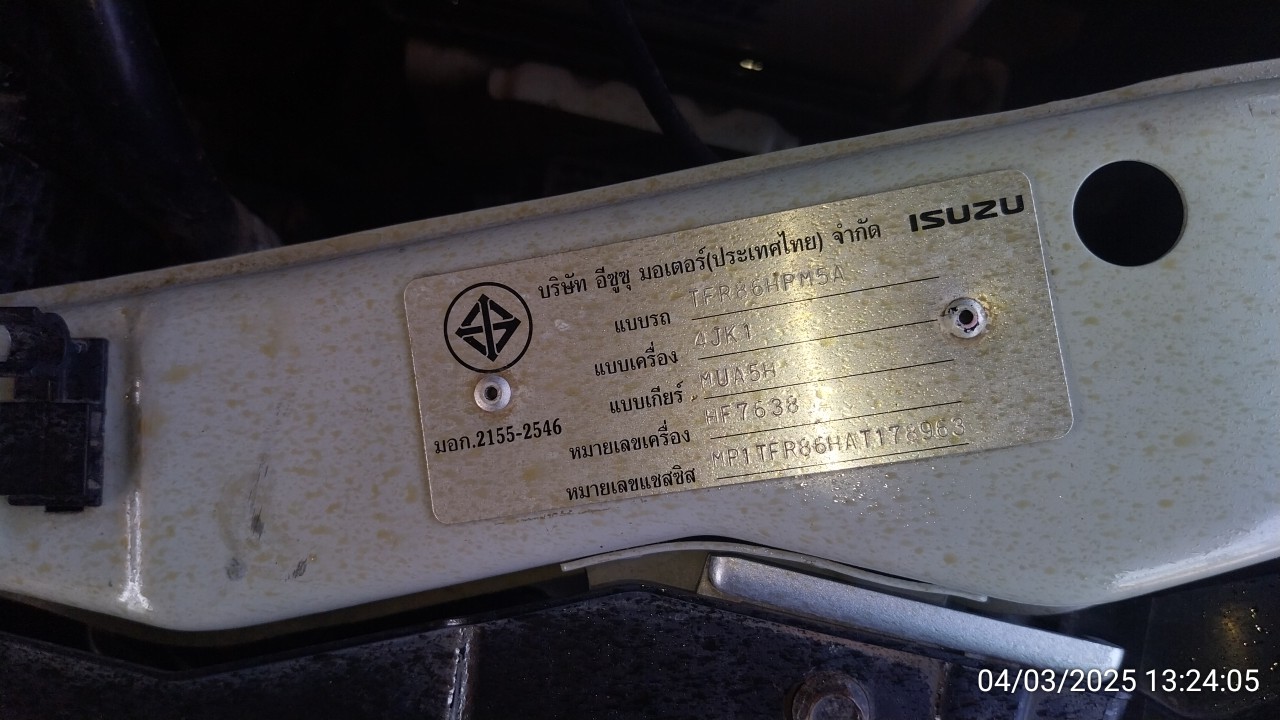 บริษัท อีซูซุ มอเตอร์(ประเทศไทย) จำกัด ISUZU
แบบรถ TFR86HPM5A
แบบเครื่อง 4JK1
แบบเกียร์ MUA5H
หมายเลขเครื่อง HF7638
มอก.2155-2546
หมายเลขแชสซิส MP1TFR86HAT178963
04/03/2025 13:24:05